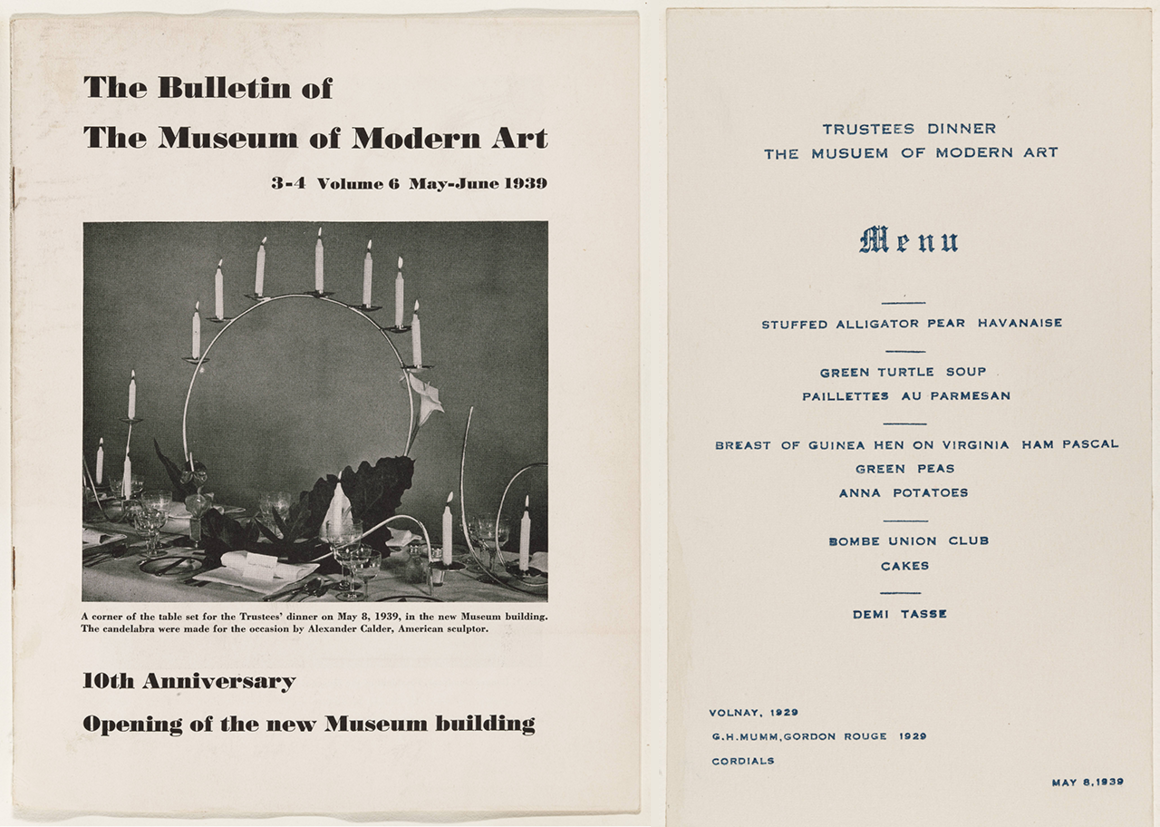 The Bulletin of
The Museum of Modern Art
3-4 Volume 6 May-June 1939
A corner of the table set for the Trustees' dinner on May 8, 1939, in the new Museum building.
The candelabra were made for the occasion by Alexander Calder, American sculptor.
10th Anniversary
Opening of the new Museum building
TRUSTEES DINNER
THE MUSUEM OF MODERN ART
Menu
STUFFED ALLIGATOR PEAR HAVANAISE
GREEN TURTLE SOUP
PAILLETTES AU PARMESAN
BREAST OF GUINEA HEN ON VIRGINIA HAM PASCAL
GREEN PEAS
ANNA POTATOES
BOMBE UNION CLUB
CAKES
DEMI TASSE
VOLNAY, 1929
G.H.MUMM,GORDON ROUGE 1929
CORDIALS
MAY 8,1939